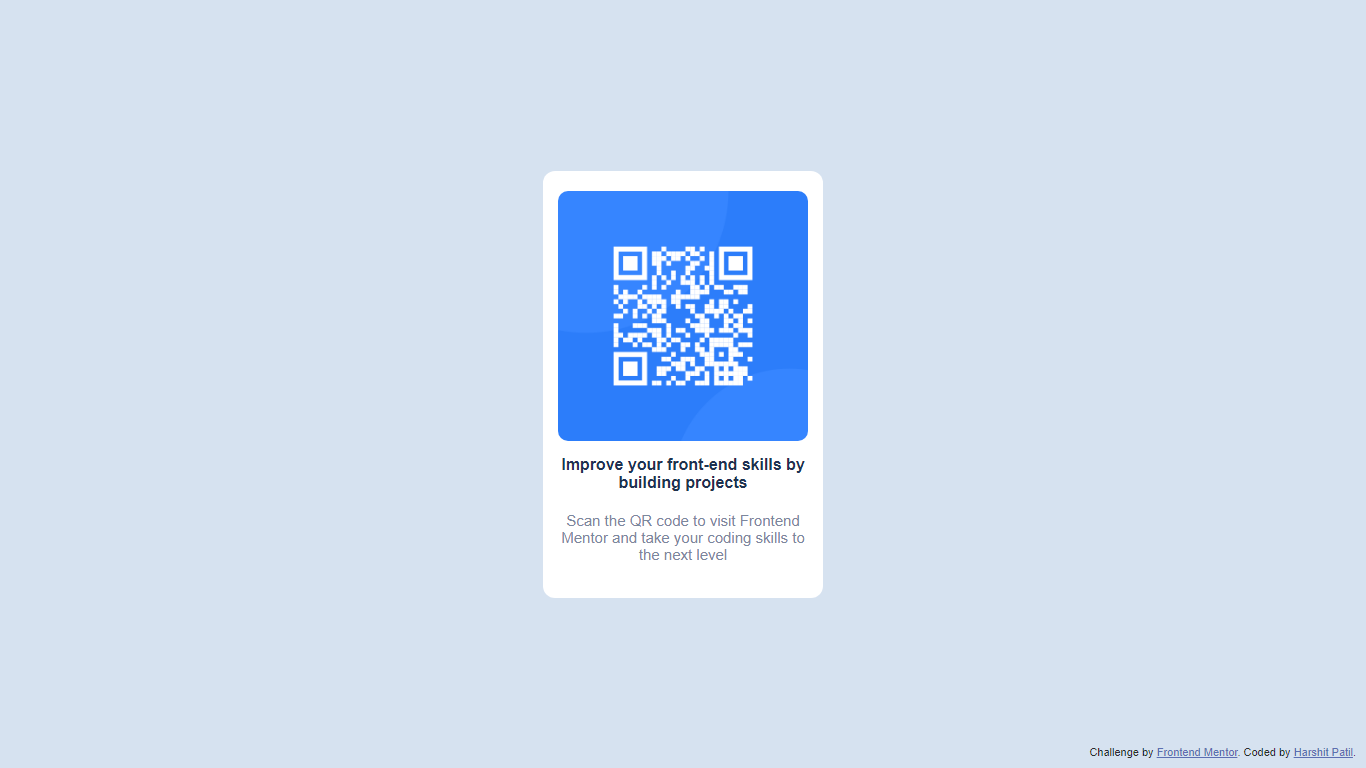 Improve your front-end skills by
building projects
Scan the QR code to visit Frontend
Mentor and take your coding skills to
the next level
Challenge by Frontend Mentor. Coded by Harshit Patil.